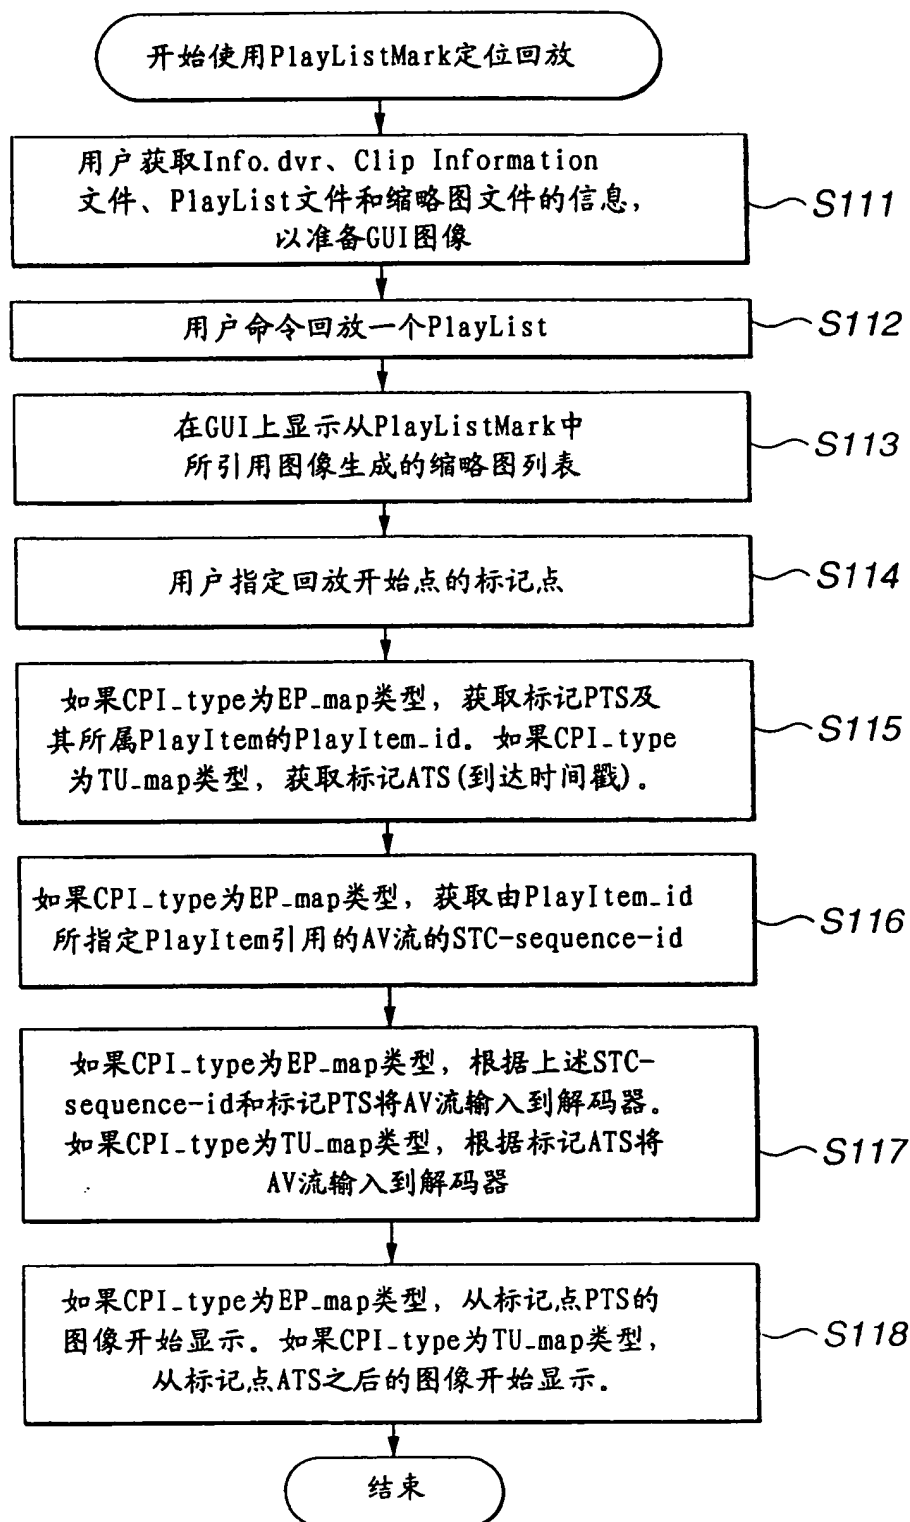 开始使用PlayListMark定位回放
用户获取Info.dvr、Clip Information
文件、PlayList文件和缩略图文件的信息,
以准备GUI图像
S111
用户命令回放一个PlayList
S112
在GUI上显示从PlayListMark中
所引用图像生成的缩略图列表
S113
用户指定回放开始点的标记点
S114
如果CPI_type为EP_map类型，获取标记PTS及
其所属PlayItem的PlayItem_id。如果CPI_type
为TU_map类型，获取标记ATS(到达时间戳)。
S115
如果CPI_type为EP_map类型，获取由PlayItem_id
所指定PlayItem引用的AV流的STC-sequence-id
S116
如果CPI_type为EP_map类型，根据上述STC-
sequence-id和标记PTS将AV流输入到解码器。
如果CPI_type为TU_map类型，根据标记ATS将
AV流输入到解码器
S117
如果CPI_type为EP_map类型，从标记点PTS的
图像开始显示。如果CPI_type为TU_map类型，
从标记点ATS之后的图像开始显示。
S118
结束